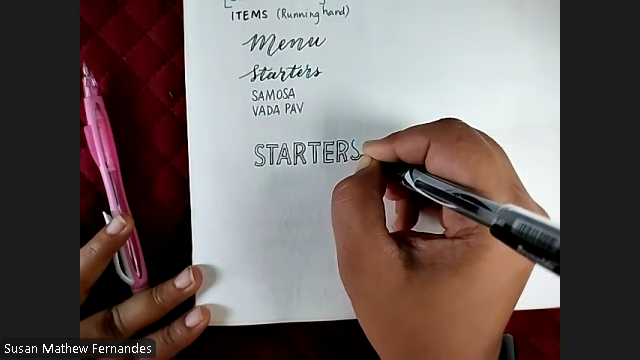 ITEMS (Running hand)
Menu
Starters
SAMOSA
VADA PAV
STARTERS
Susan Mathew Fernandes